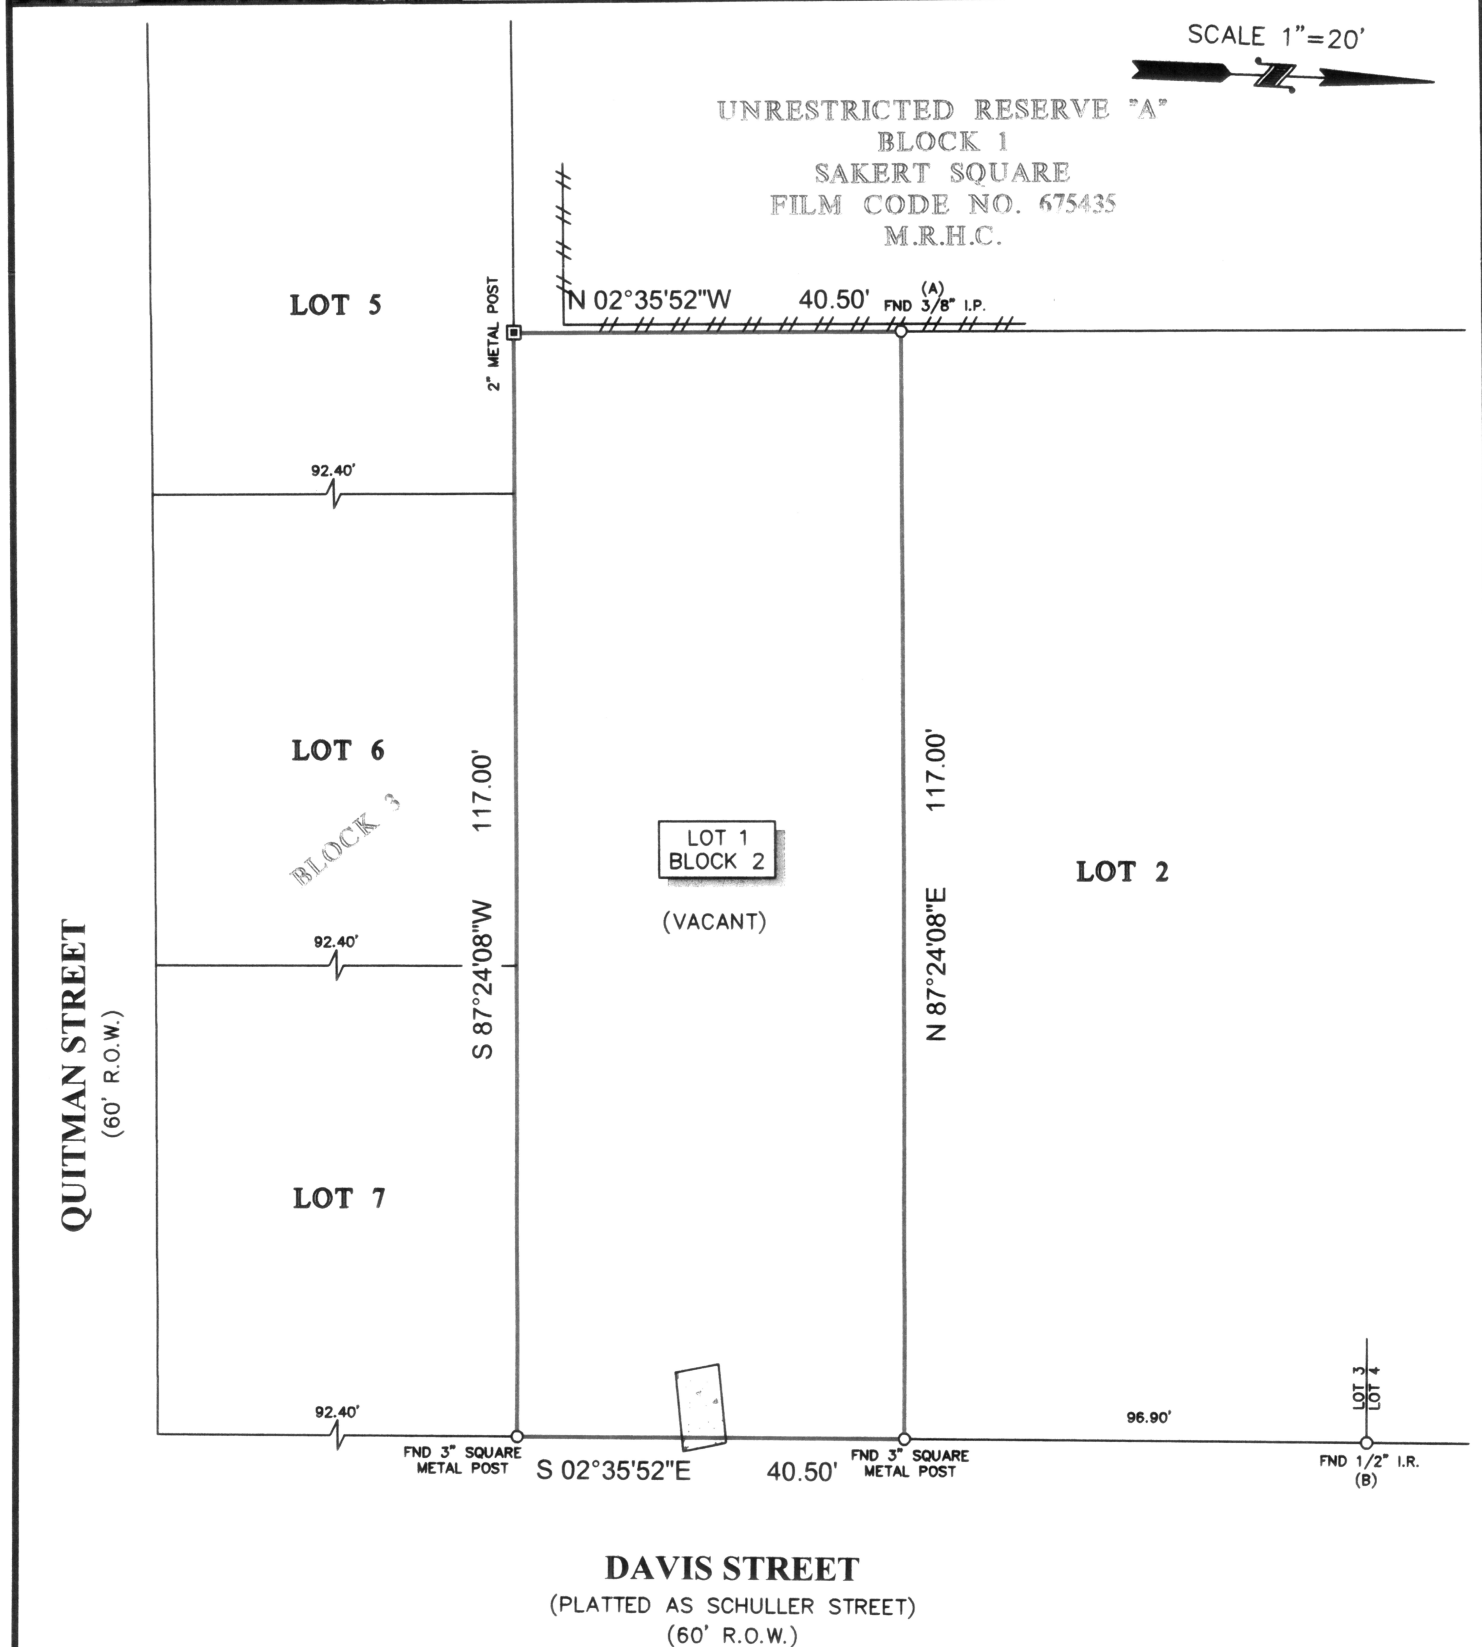 SCALE 1"=20'
UNRESTRICTED RESERVE "A"
BLOCK 1
SAKERT SQUARE
FILM CODE NO. 675435
M.R.H.C.
LOT 5
2" METAL POST
N 02°35'52"W 40.50'
(A)
FND 3/8" I.P.
92.40'
LOT 6
BLOCK 3
S 87°24'08"W 117.00'
LOT 1
BLOCK 2
(VACANT)
N 87°24'08"E 117.00'
LOT 2
92.40'
QUITMAN STREET
(60' R.O.W.)
LOT 7
92.40'
FND 3" SQUARE
METAL POST
S 02°35'52"E 40.50'
FND 3" SQUARE
METAL POST
96.90'
LOT 3
LOT 4
FND 1/2" I.R.
(B)
DAVIS STREET
(PLATTED AS SCHULLER STREET)
(60' R.O.W.)